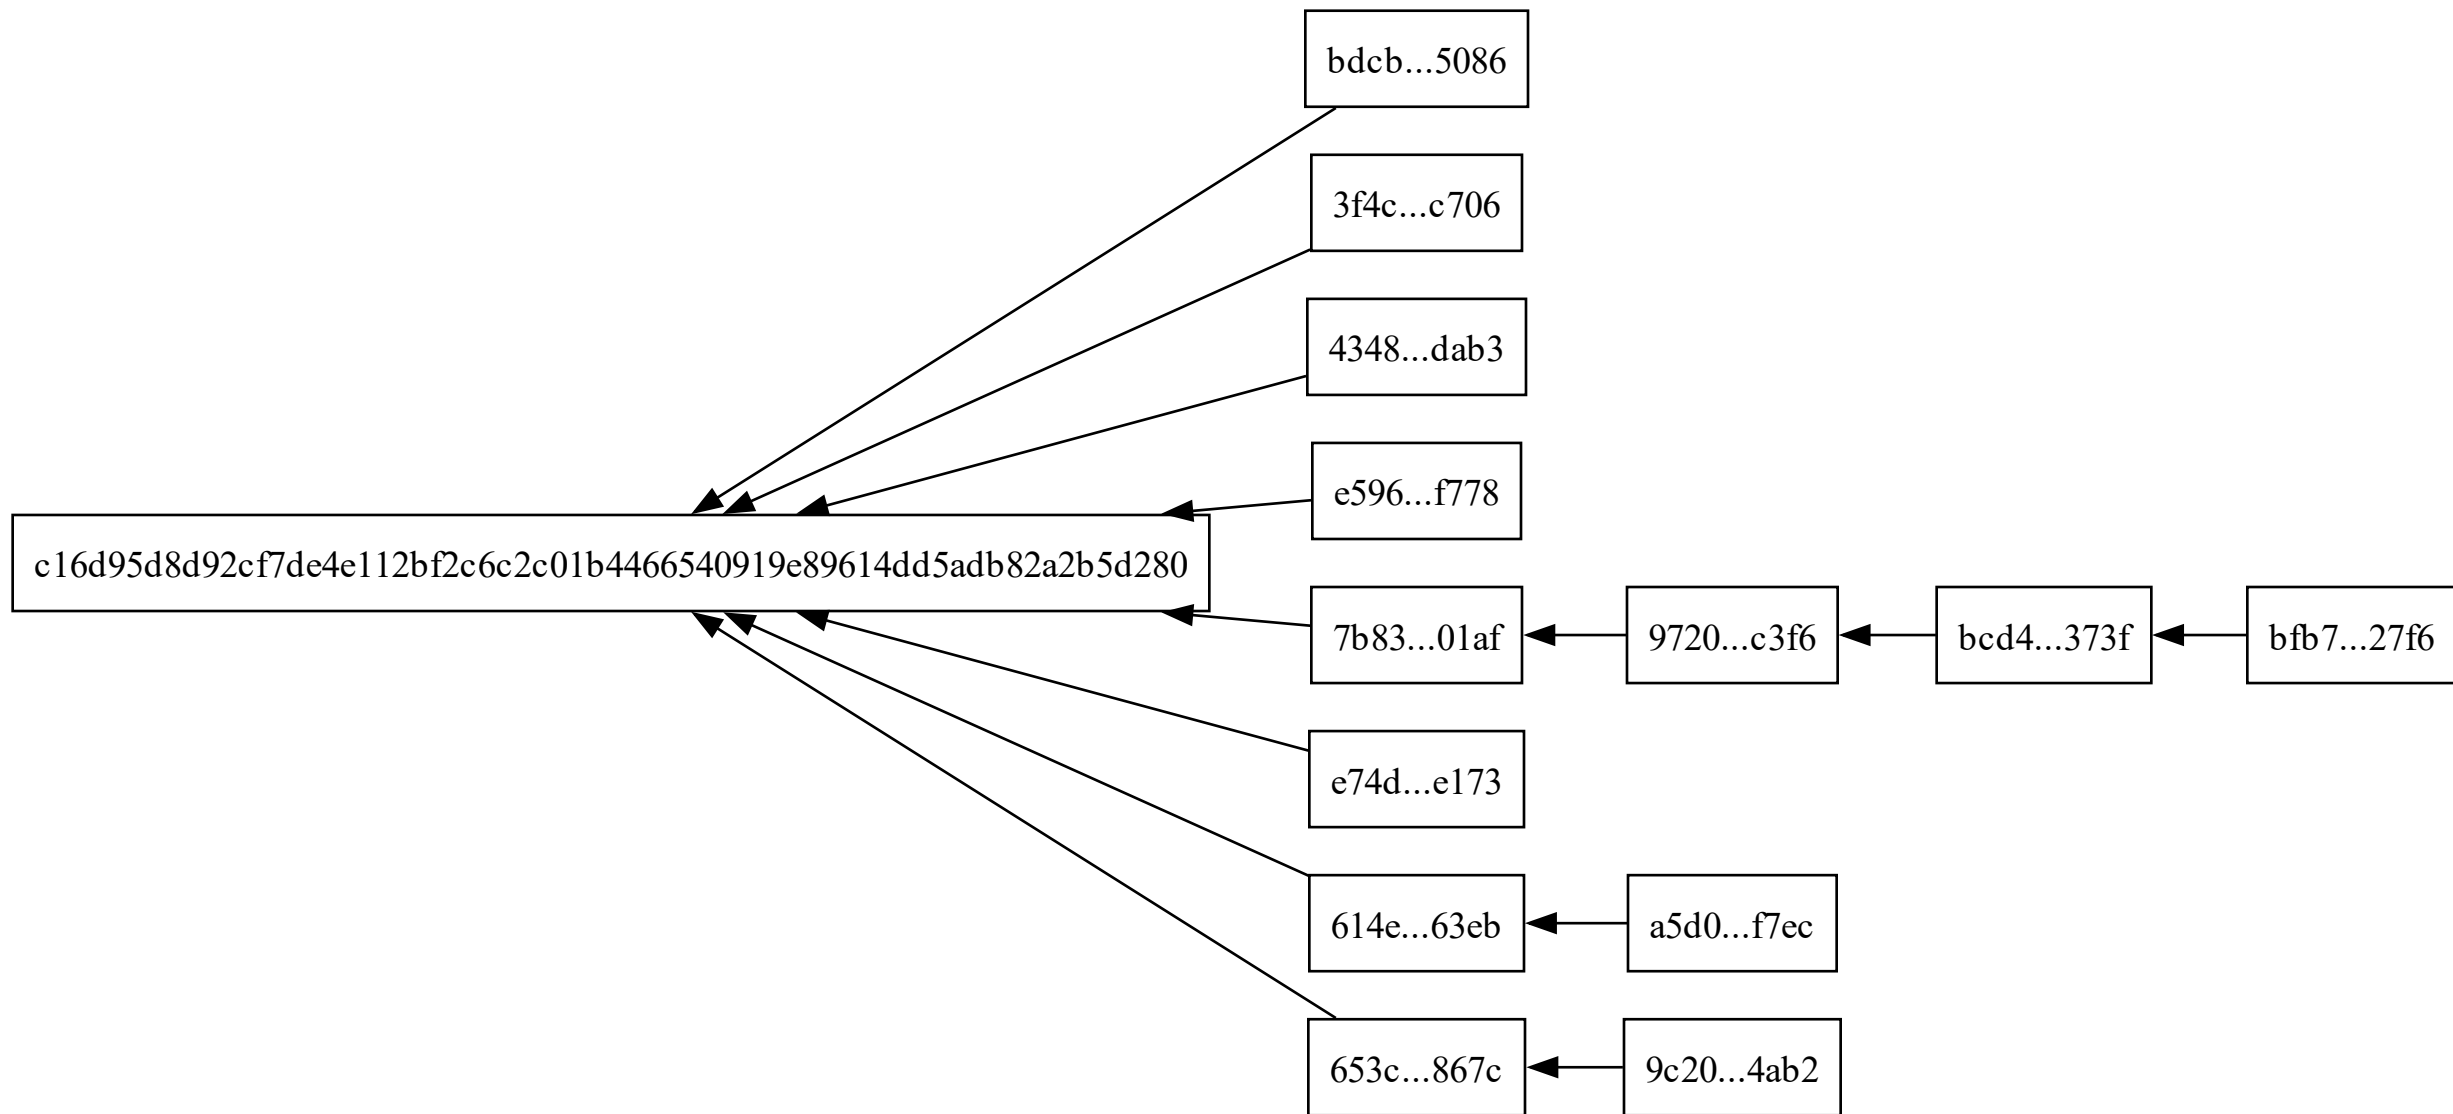 bdcb...5086
3f4c...c706
4348...dab3
e596...f778
c16d95d8d92cf7de4e112bf2c6c2c01b4466540919e89614dd5adb82a2b5d280
7b83...01af
9720...c3f6
bcd4...373f
bfb7...27f6
e74d...e173
614e...63eb
a5d0...f7ec
653c...867c
9c20...4ab2